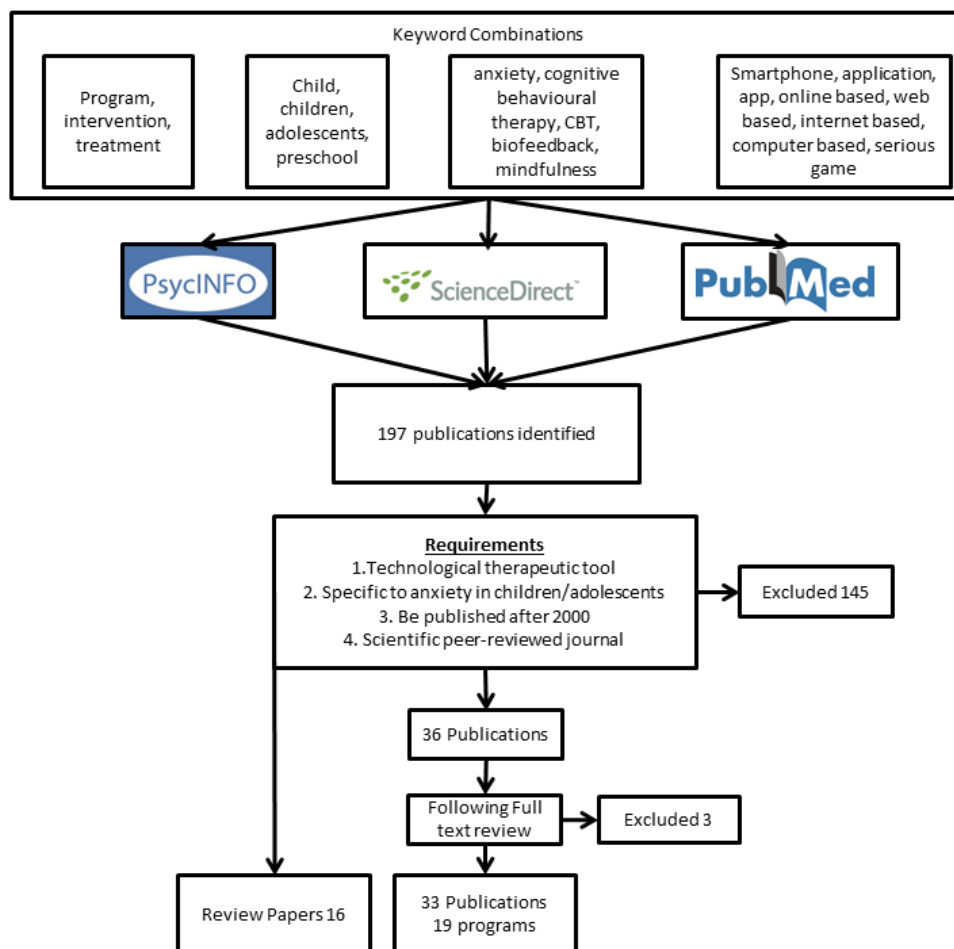 Keyword Combinations
Program,
intervention,
treatment
Child,
children,
adolescents,
preschool
anxiety, cognitive
behavioural
therapy, CBT,
biofeedback,
mindfulness
Smartphone, application,
app, online based, web
based, internet based,
computer based, serious
game
PsycINFO
ScienceDirect™
PubMed
197 publications identified
Requirements
1.Technological therapeutic tool
2. Specific to anxiety in children/adolescents
3. Be published after 2000
4. Scientific peer-reviewed journal
Excluded 145
36 Publications
Following Full
text review
Excluded 3
Review Papers 16
33 Publications
19 programs